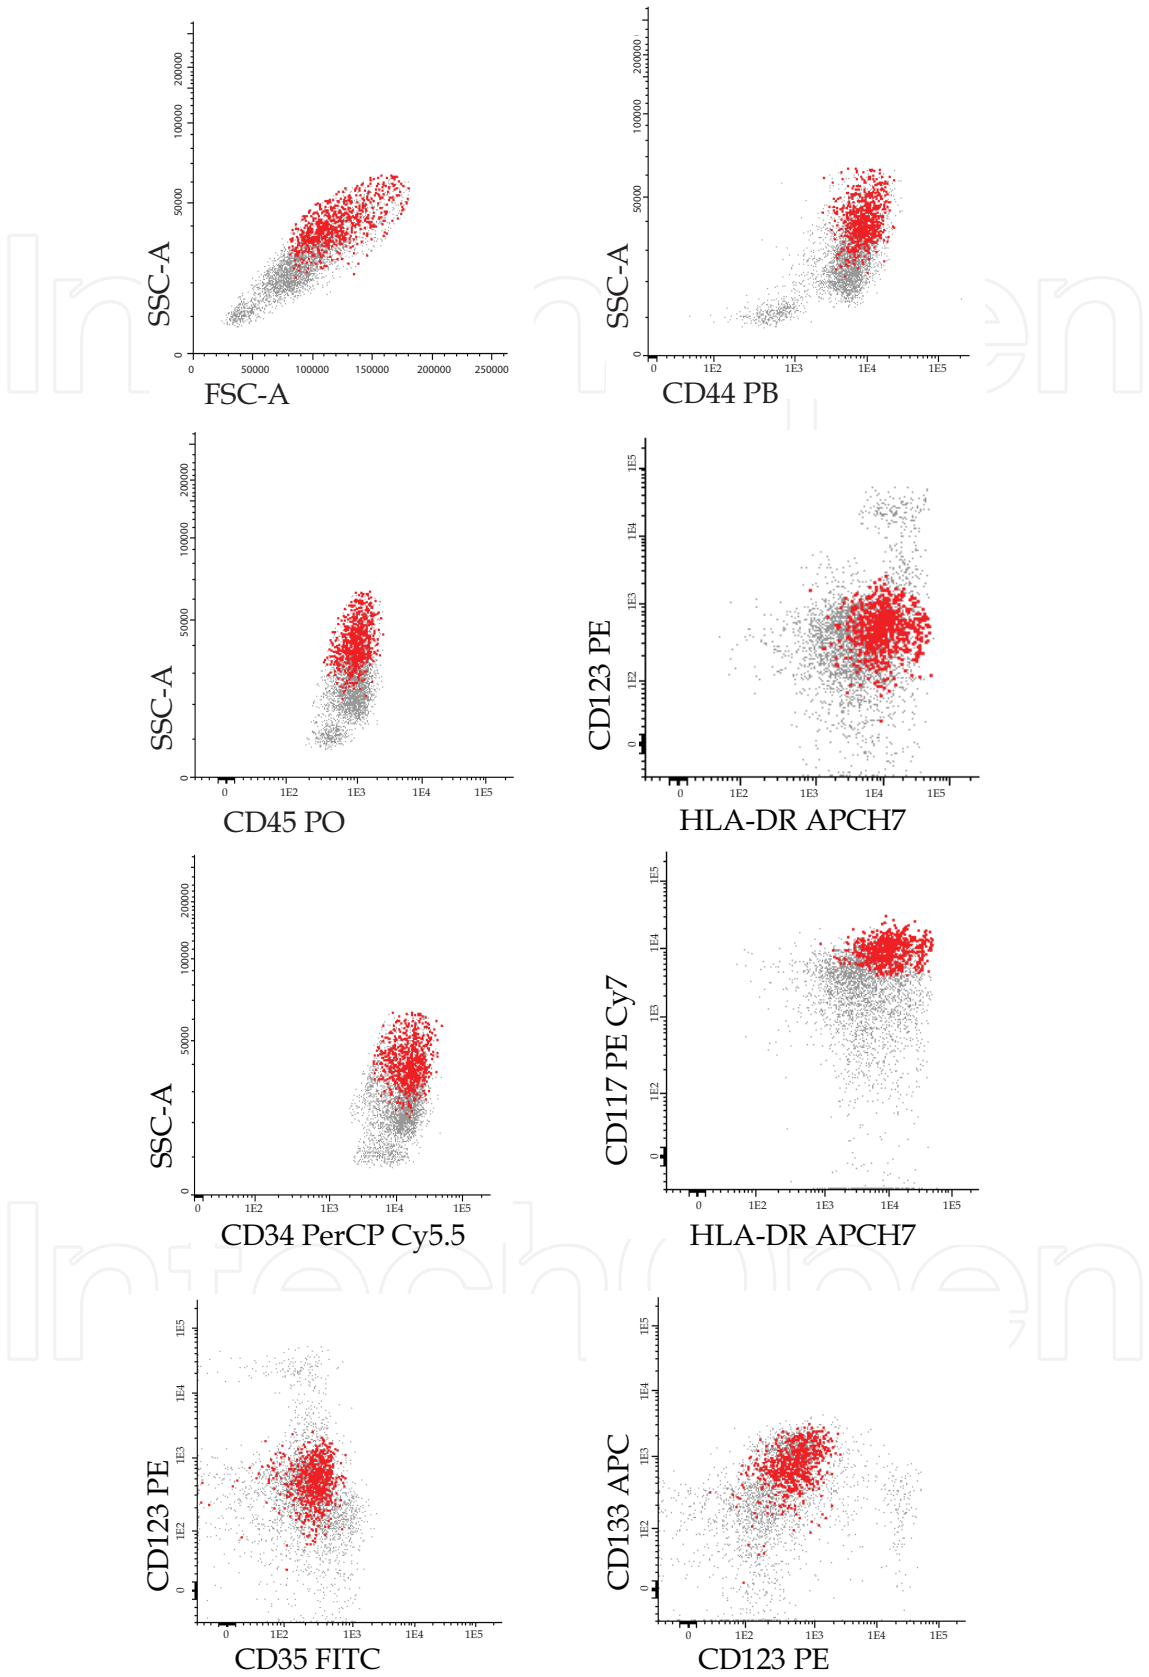 200000
100000
50000
0
SSC-A
0 50000 100000 150000 200000 250000
FSC-A
200000
100000
50000
0
SSC-A
0 1E2 1E3 1E4 1E5
CD44 PB
200000
100000
50000
0
SSC-A
0 1E2 1E3 1E4 1E5
CD45 PO
1E5
1E4
1E3
1E2
0
CD123 PE
0 1E2 1E3 1E4 1E5
HLA-DR APCH7
200000
100000
50000
0
SSC-A
0 1E2 1E3 1E4 1E5
CD34 PerCP Cy5.5
1E5
1E4
1E3
1E2
0
CD117 PE Cy7
0 1E2 1E3 1E4 1E5
HLA-DR APCH7
1E5
1E4
1E3
1E2
0
CD123 PE
0 1E2 1E3 1E4 1E5
CD35 FITC
1E5
1E4
1E3
1E2
0
CD133 APC
0 1E2 1E3 1E4 1E5
CD123 PE
IntechOpen